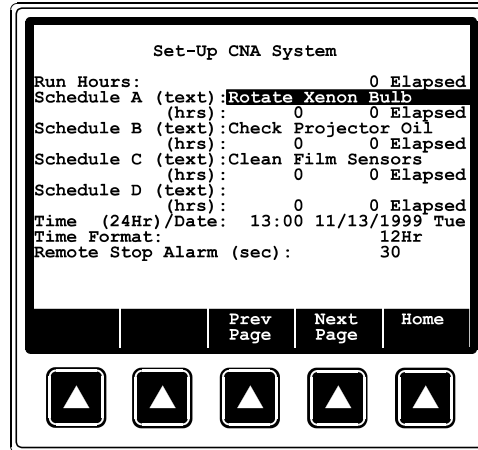 Set-Up CNA System
Run Hours: 0 Elapsed
Schedule A (text):Rotate Xenon Bulb
(hrs): 0 0 Elapsed
Schedule B (text):Check Projector Oil
(hrs): 0 0 Elapsed
Schedule C (text):Clean Film Sensors
(hrs): 0 0 Elapsed
Schedule D (text):
(hrs): 0 0 Elapsed
Time (24Hr)/Date: 13:00 11/13/1999 Tue
Time Format: 12Hr
Remote Stop Alarm (sec): 30
Prev Page
Next Page
Home